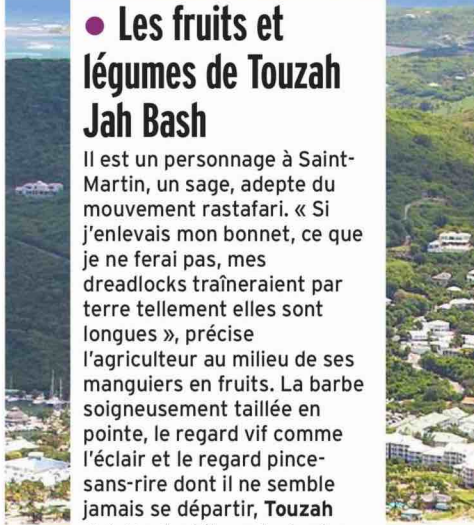 ● Les fruits et
légumes de Touzah
Jah Bash
Il est un personnage à Saint-
Martin, un sage, adepte du
mouvement rastafari. « Si
j’enlevais mon bonnet, ce que
je ne ferai pas, mes
dreadlocks traîneraient par
terre tellement elles sont
longues », précise
l’agriculteur au milieu de ses
manguiers en fruits. La barbe
soigneusement taillée en
pointe, le regard vif comme
l’éclair et le regard pince-
sans-rire dont il ne semble
jamais se départir, Touzah